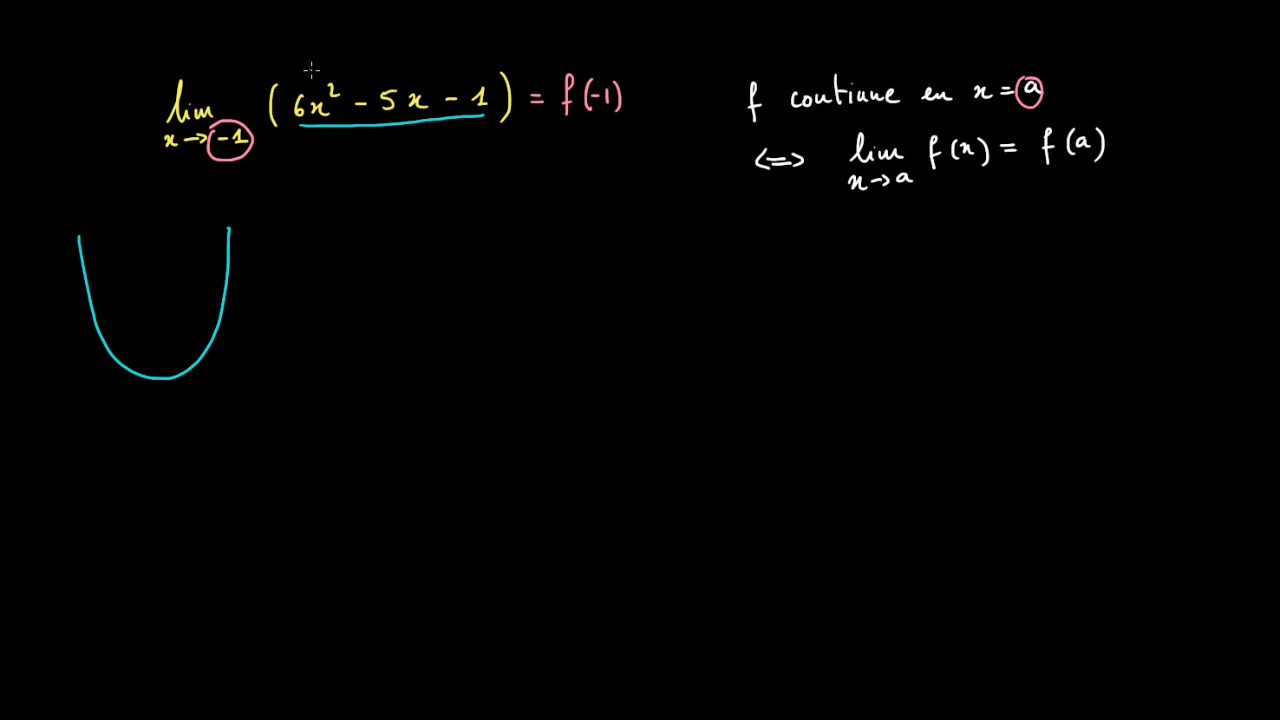 lim (6x² - 5x - 1) = f(-1)
x → -1
f continue en x = a
<=> lim f(x) = f(a)
x → a